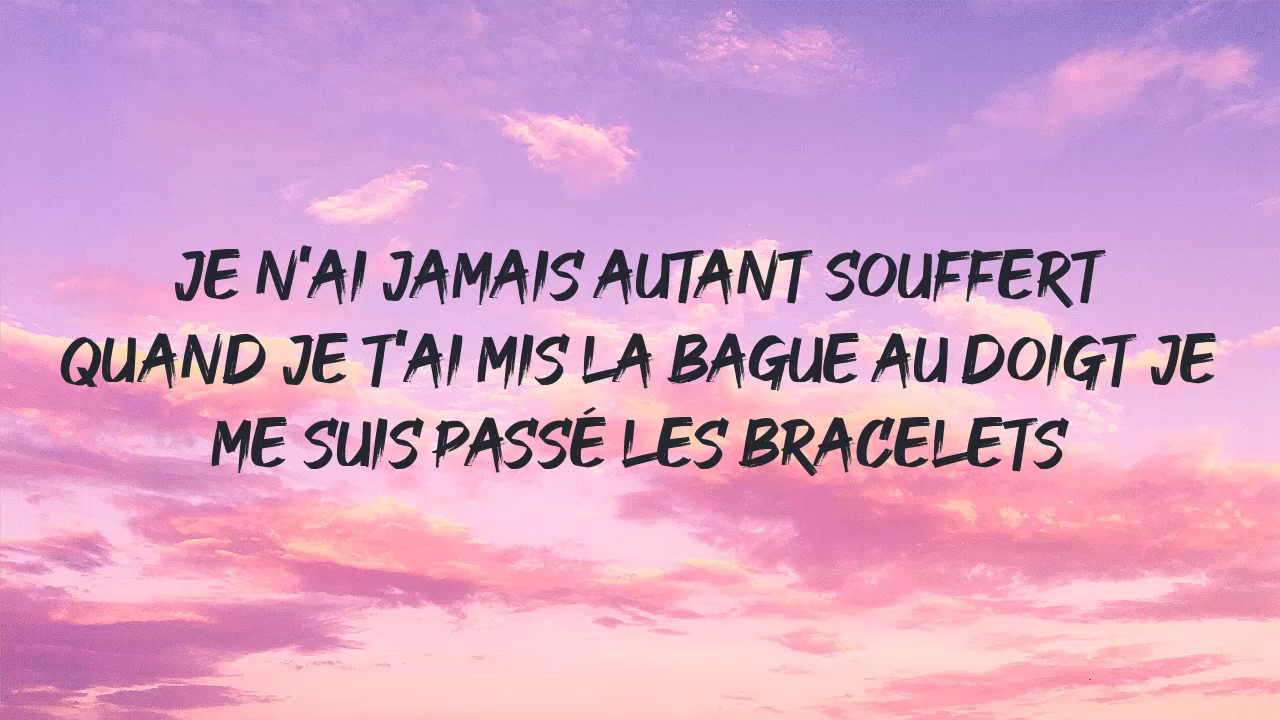 JE N'AI JAMAIS AUTANT SOUFFERT
QUAND JE T'AI MIS LA BAGUE AU DOIGT JE
ME SUIS PASSÉ LES BRACELETS